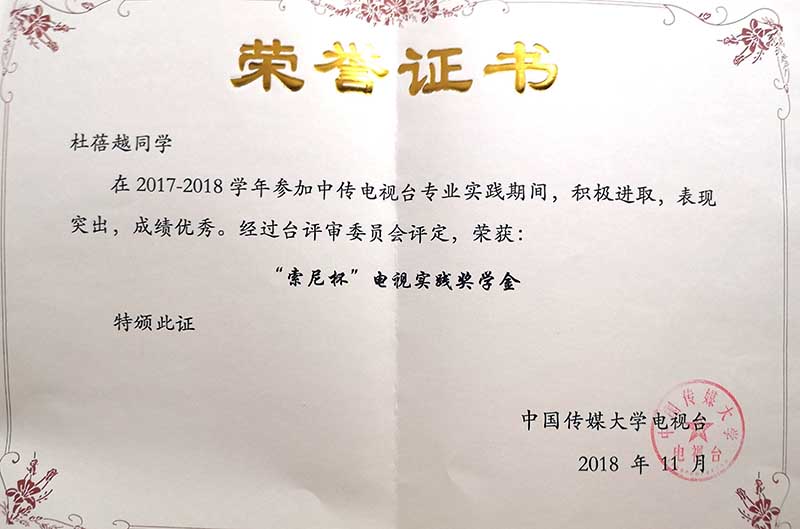 荣誉证书
杜蓓越同学
在 2017-2018 学年参加中传电视台专业实践期间，积极进取，表现
突出，成绩优秀。经过台评审委员会评定，荣获：
“索尼杯”电视实践奖学金
特颁此证
中国传媒大学电视台
2018 年 11 月
中国传媒大学
电视台